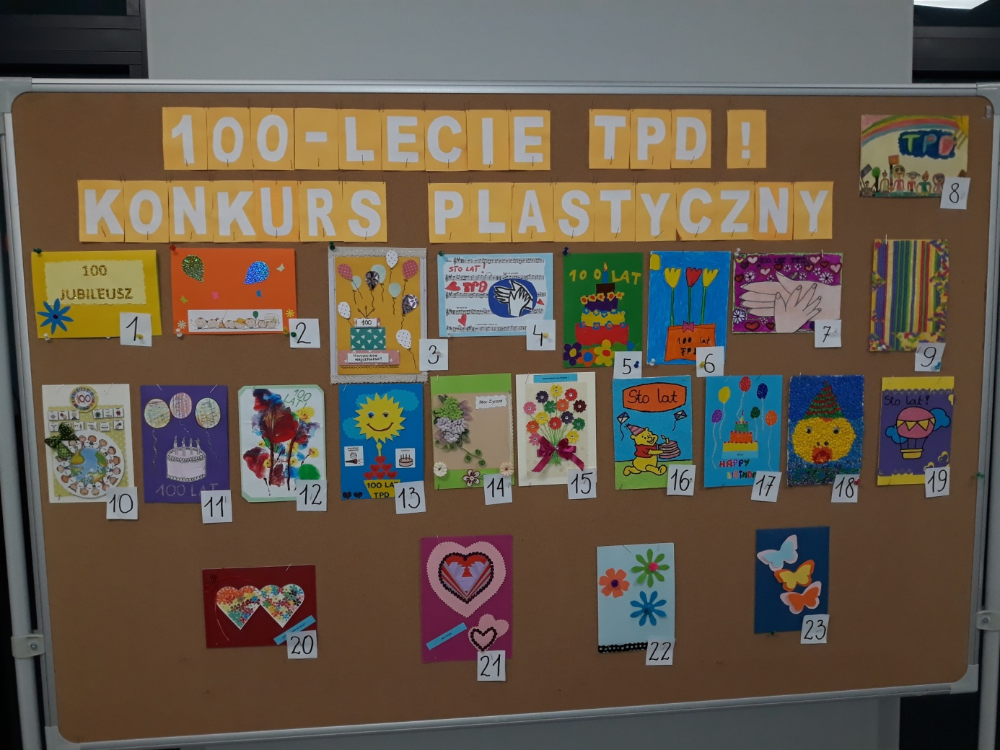 100-LECIE TPD!
KONKURS PLASTYCZNY
TPD
8
100
JUBILEUSZ
1
2
100
WSZYSTKIEGO
NAJLEPSZEGO!
3
STO LAT!
TPD
4
100 LAT
5
100 lat
TPD
6
100 LAT TPD
7
9
100
10
100 LAT
11
100
LAT
12
100 LAT
TPD
13
Moc Życzeń
14
15
Sto lat
16
HAPPY
17
18
Sto lat!
19
20
21
22
23